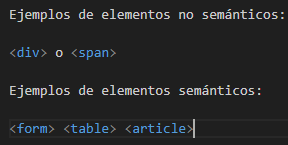 Ejemplos de elementos no semánticos:
<div> o <span>
Ejemplos de elementos semánticos:
<form> <table> <article>